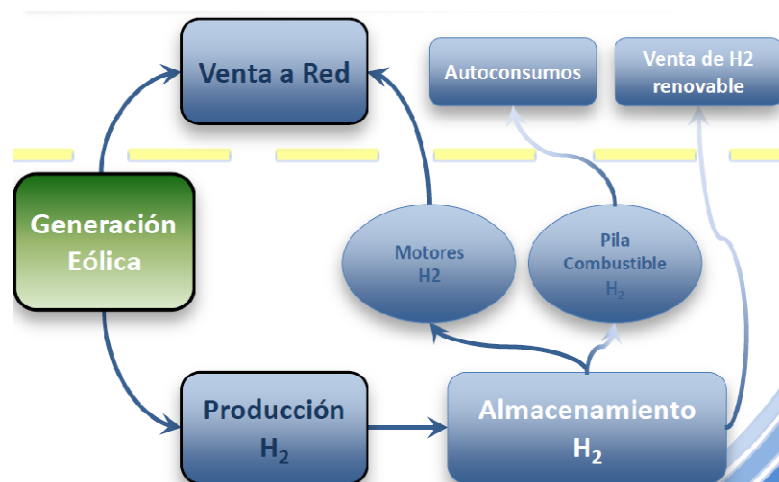 Venta a Red
Autoconsumos
Venta de H2
renovable
Generación
Eólica
Motores
H2
Pila
Combustible
H₂
Producción
H₂
Almacenamiento
H₂